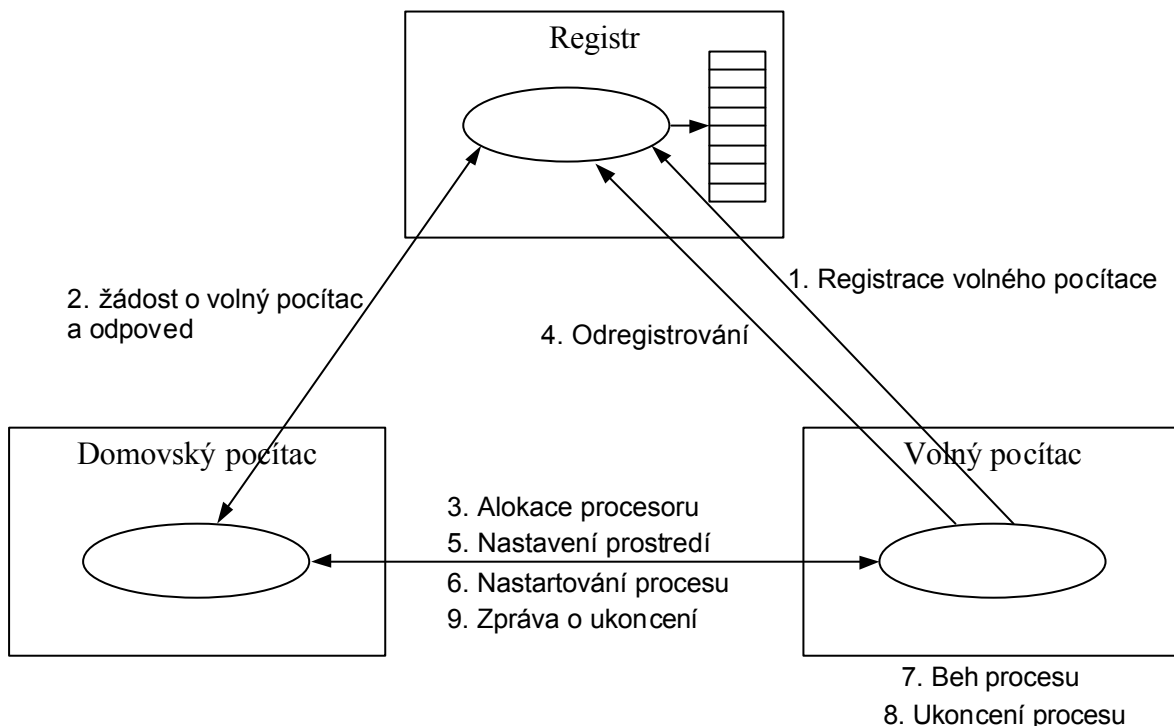 Registr
1. Registrace volného pocítace
2. žádost o volný pocítac
a odpoved
4. Odregistrování
Domovský pocítac
Volný pocítac
3. Alokace procesoru
5. Nastavení prostredí
6. Nastartování procesu
9. Zpráva o ukoncení
7. Beh procesu
8. Ukoncení procesu